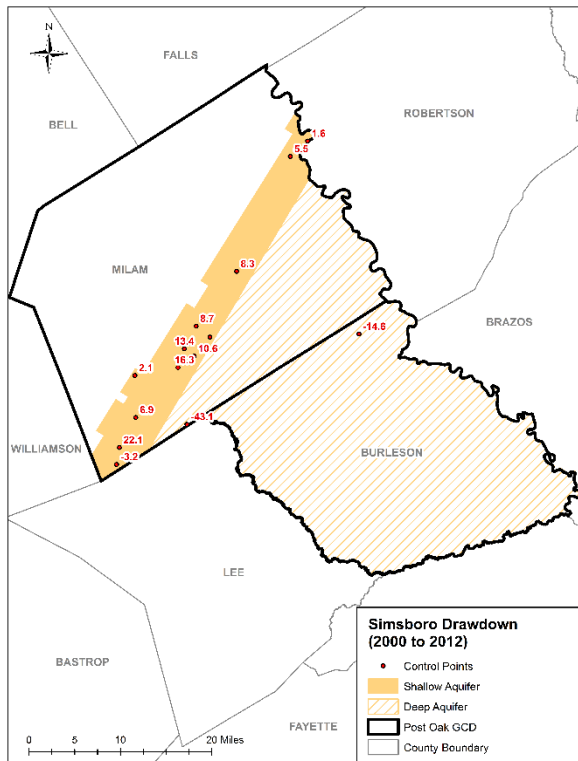 N
FALLS
BELL
ROBERTSON
1.6
5.5
MILAM
8.3
BRAZOS
8.7
-14.6
13.4
10.6
16.3
2.1
6.9
-43.1
WILLIAMSON
22.1
-3.2
BURLESON
LEE
BASTROP
FAYETTE
Simsboro Drawdown
(2000 to 2012)
Control Points
Shallow Aquifer
Deep Aquifer
Post Oak GCD
County Boundary
0 5 10 20 Miles